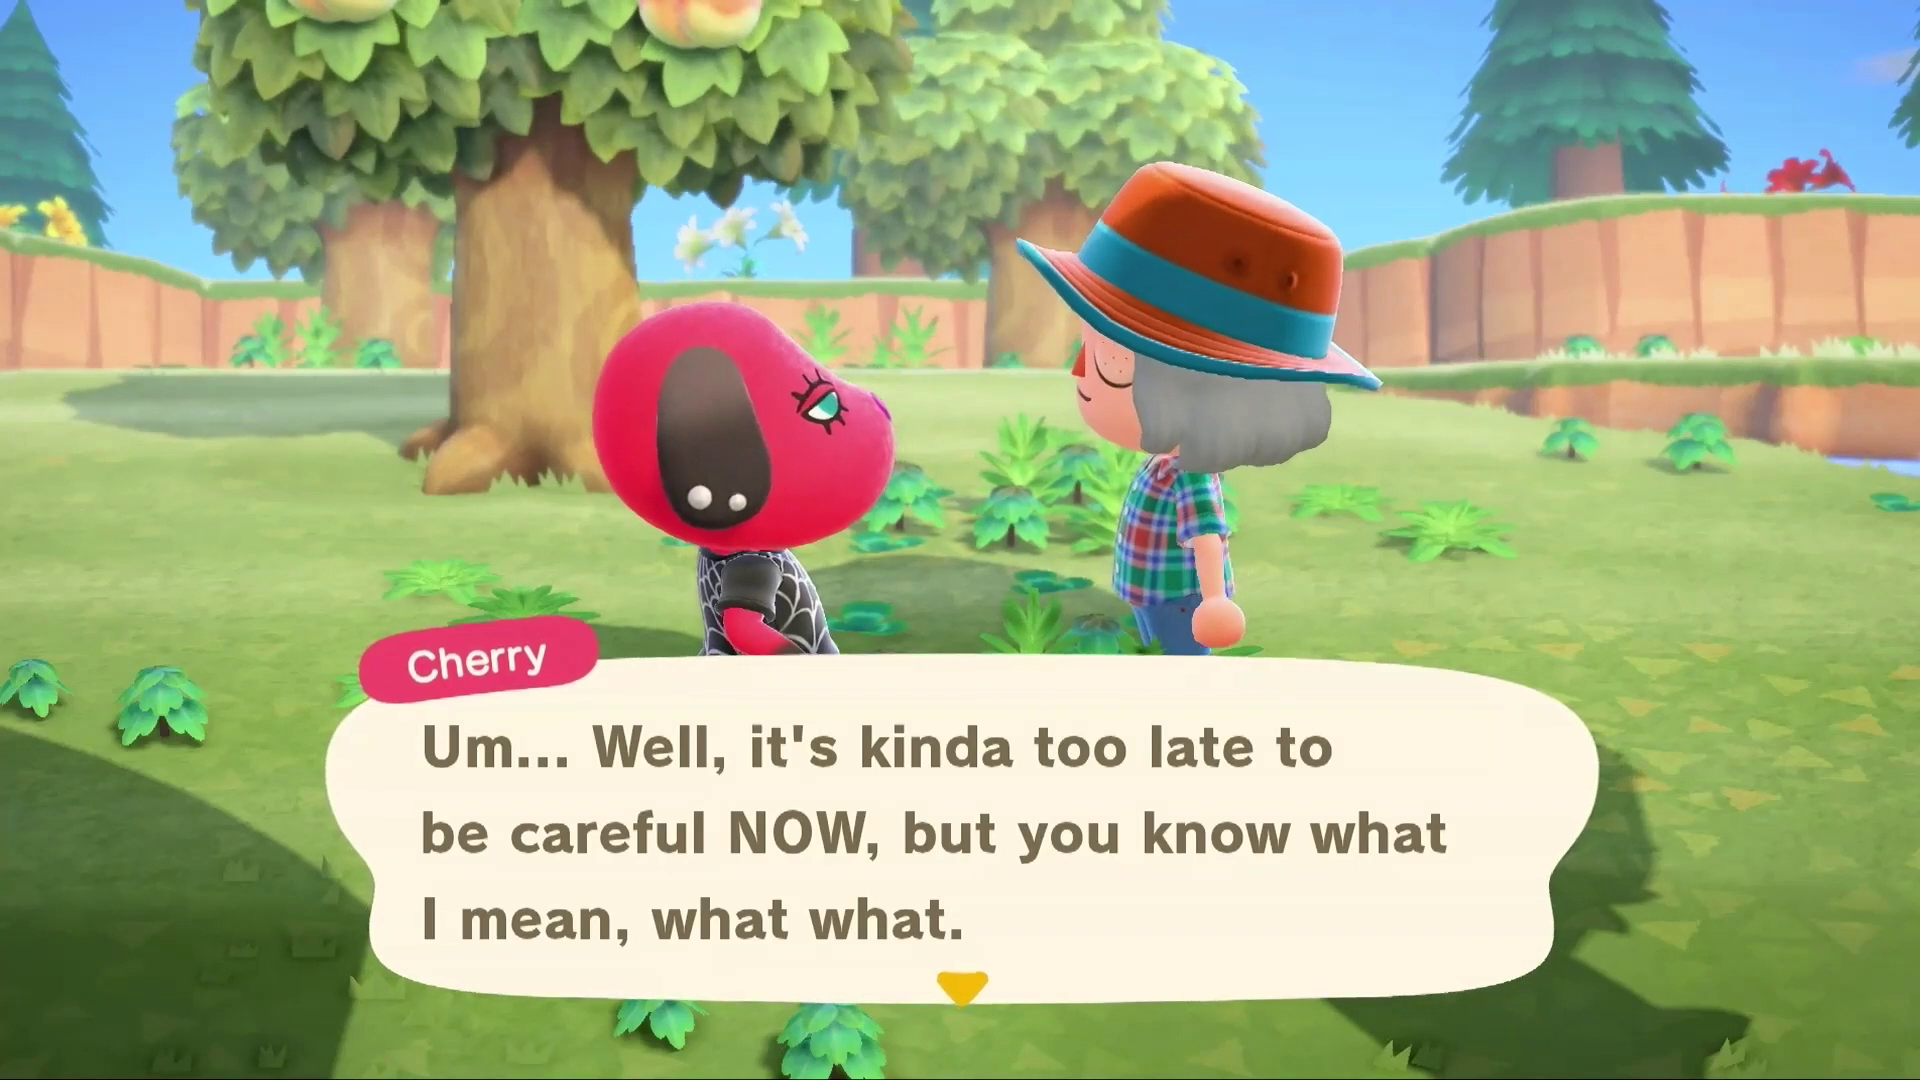 Cherry
Um... Well, it's kinda too late to
be careful NOW, but you know what
I mean, what what.